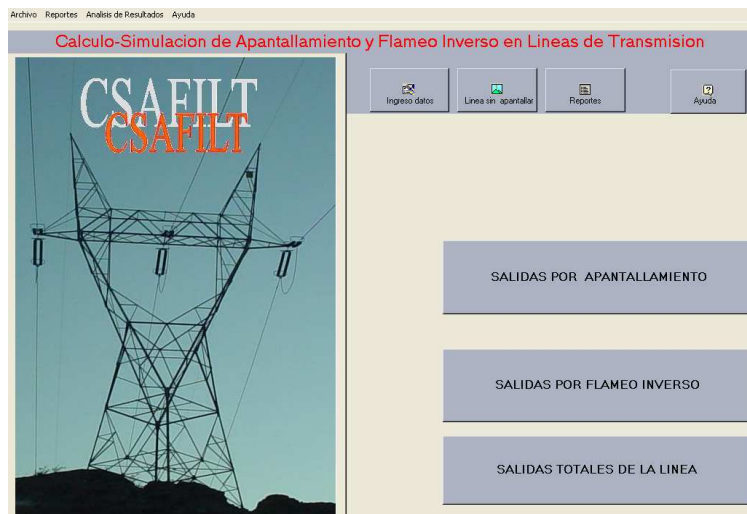 Archivo Reportes Analisis de Resultados Ayuda
Calculo-Simulacion de Apantallamiento y Flameo Inverso en Lineas de Transmision
CSAFILT
CSAFILT
Ingreso datos
Linea sin apantallar
Reportes
Ayuda
SALIDAS POR APANTALLAMIENTO
SALIDAS POR FLAMEO INVERSO
SALIDAS TOTALES DE LA LINEA